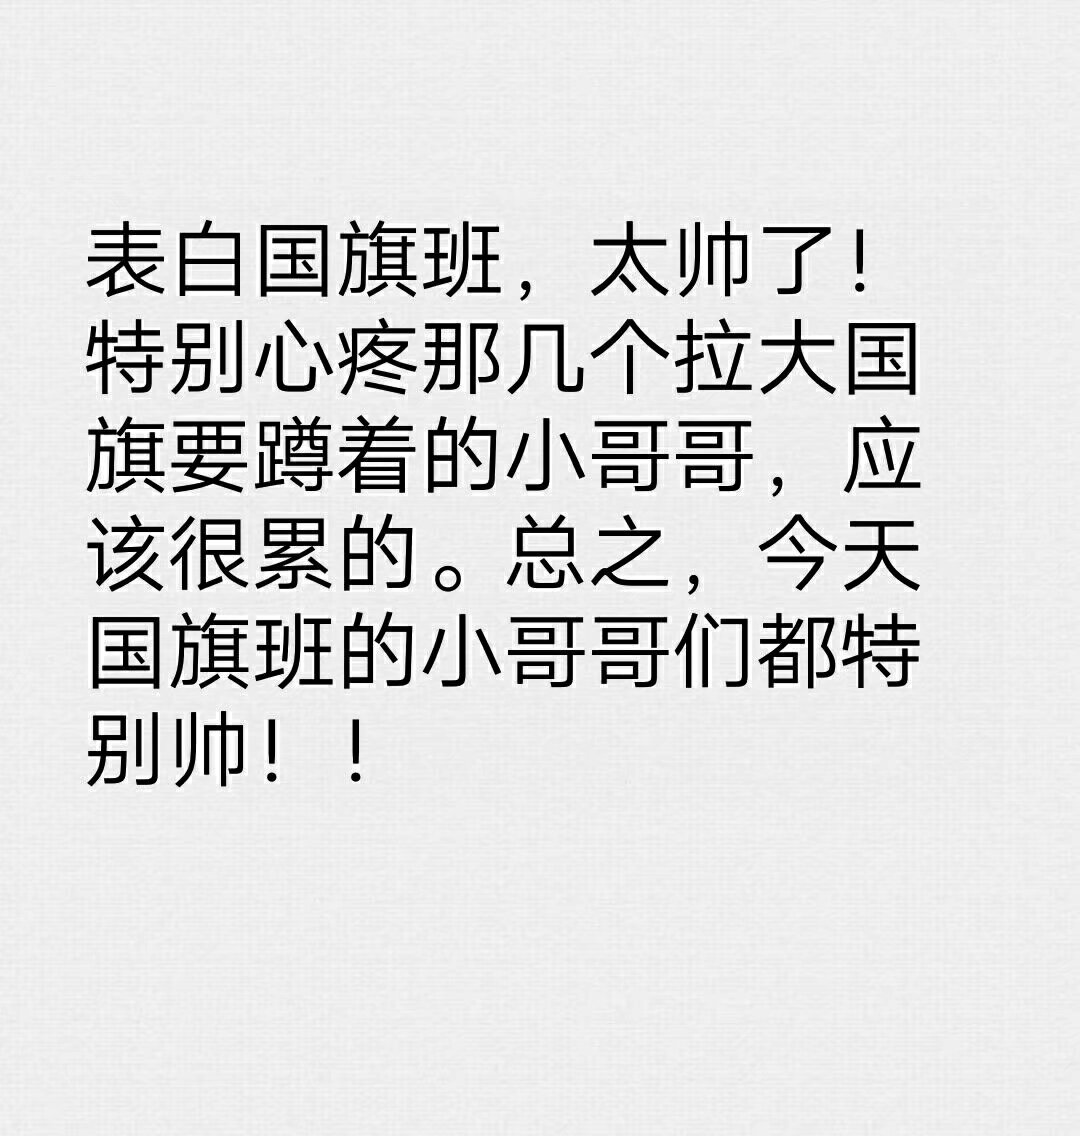 表白国旗班，太帅了！
特别心疼那几个拉大国
旗要蹲着的小哥哥，应
该很累的。总之，今天
国旗班的小哥哥们都特
别帅！！